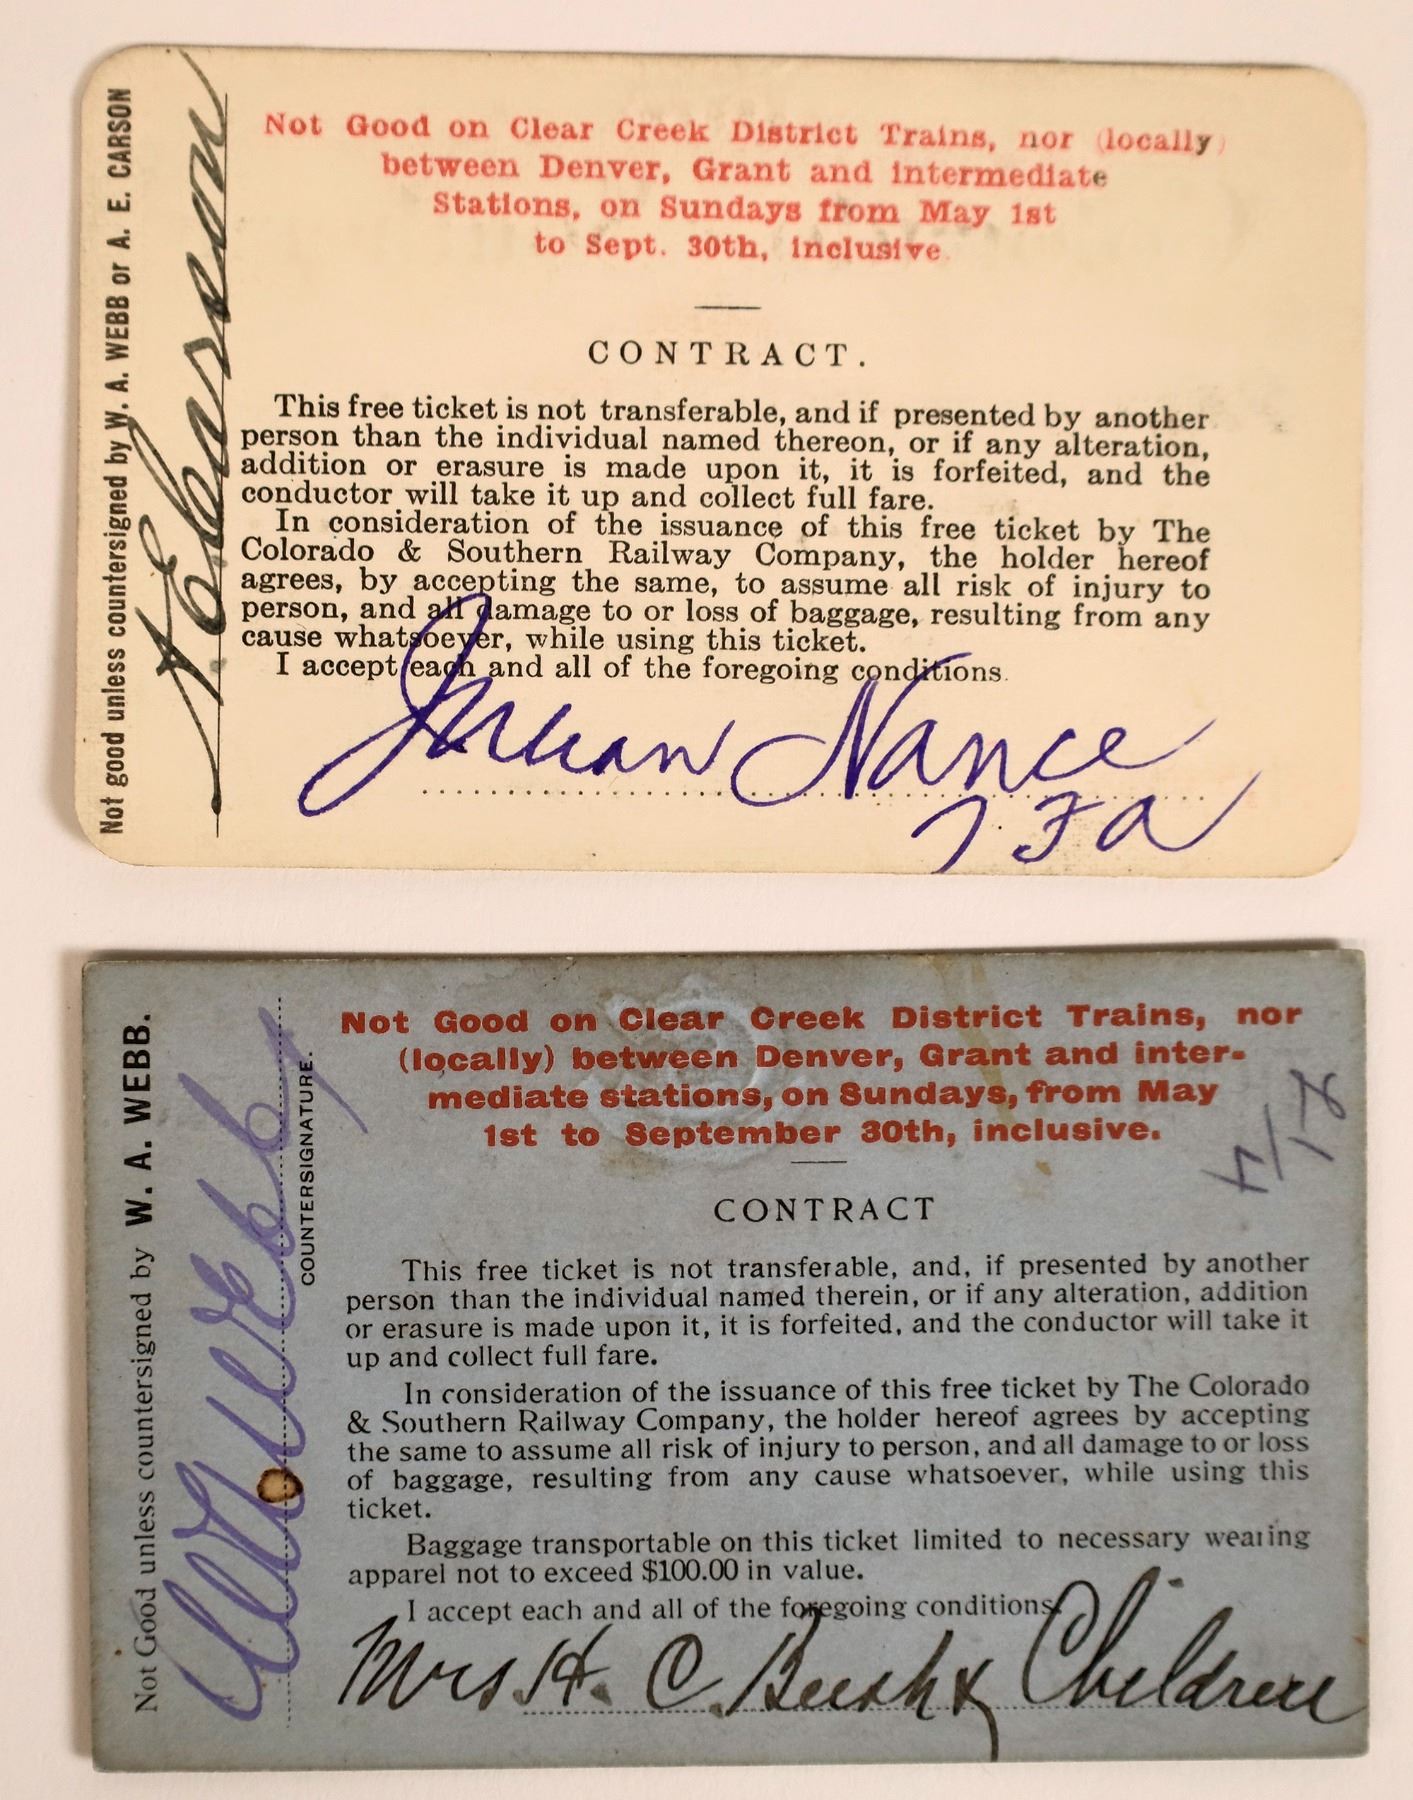 Not good unless countersigned by W. A. WEBB or A. E. CARSON
A E Carson
Not Good on Clear Creek District Trains, nor (locally)
between Denver, Grant and intermediate
Stations, on Sundays from May 1st
to Sept. 30th, inclusive
CONTRACT.
This free ticket is not transferable, and if presented by another
person than the individual named thereon, or if any alteration,
addition or erasure is made upon it, it is forfeited, and the
conductor will take it up and collect full fare.
In consideration of the issuance of this free ticket by The
Colorado & Southern Railway Company, the holder hereof
agrees, by accepting the same, to assume all risk of injury to
person, and all damage to or loss of baggage, resulting from any
cause whatsoever, while using this ticket.
I accept each and all of the foregoing conditions.
Nance
Not Good unless countersigned by W. A. WEBB.
W A Webb
COUNTERSIGNATURE.
Not Good on Clear Creek District Trains, nor
(locally) between Denver, Grant and inter-
mediate stations, on Sundays, from May
1st to September 30th, inclusive.
4/12
CONTRACT
This free ticket is not transferable, and, if presented by another
person than the individual named therein, or if any alteration, addition
or erasure is made upon it, it is forfeited, and the conductor will take it
up and collect full fare.
In consideration of the issuance of this free ticket by The Colorado
& Southern Railway Company, the holder hereof agrees by accepting
the same to assume all risk of injury to person, and all damage to or loss
of baggage, resulting from any cause whatsoever, while using this
ticket.
Baggage transportable on this ticket limited to necessary wearing
apparel not to exceed $100.00 in value.
I accept each and all of the foregoing conditions.
Mrs. H. C. Bush & Children